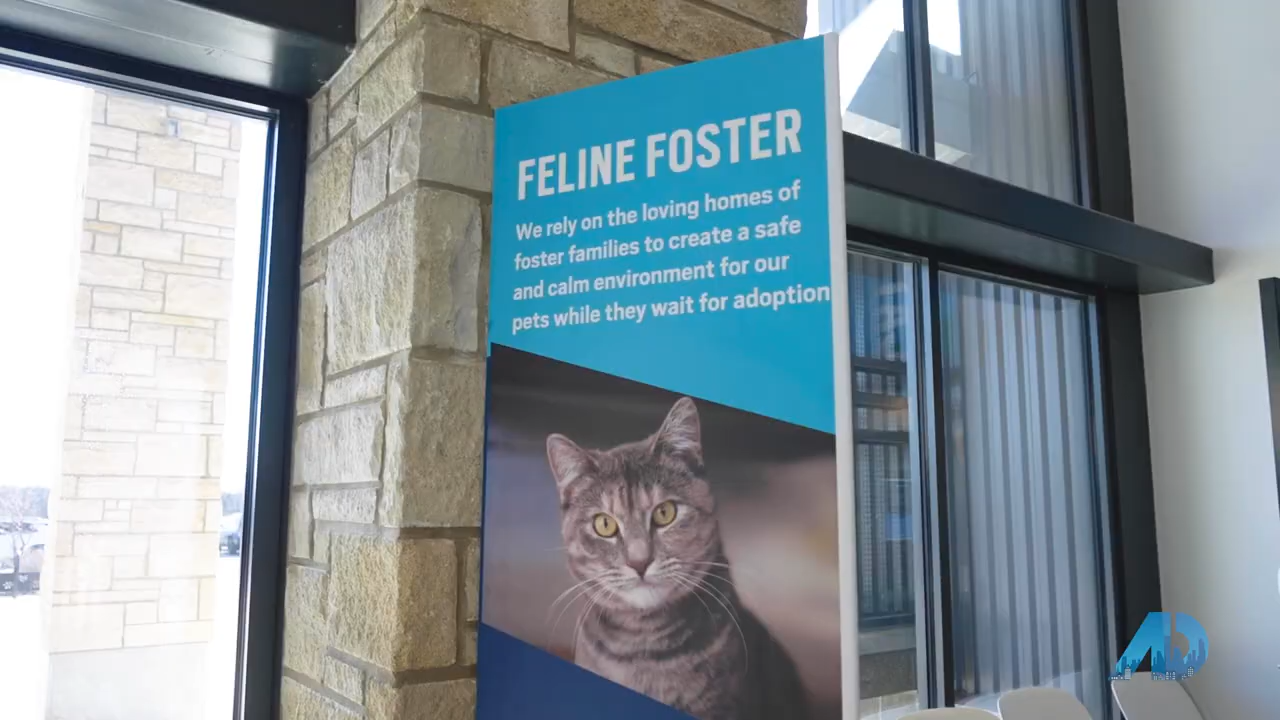 FELINE FOSTER
We rely on the loving homes of
foster families to create a safe
and calm environment for our
pets while they wait for adoption
AD